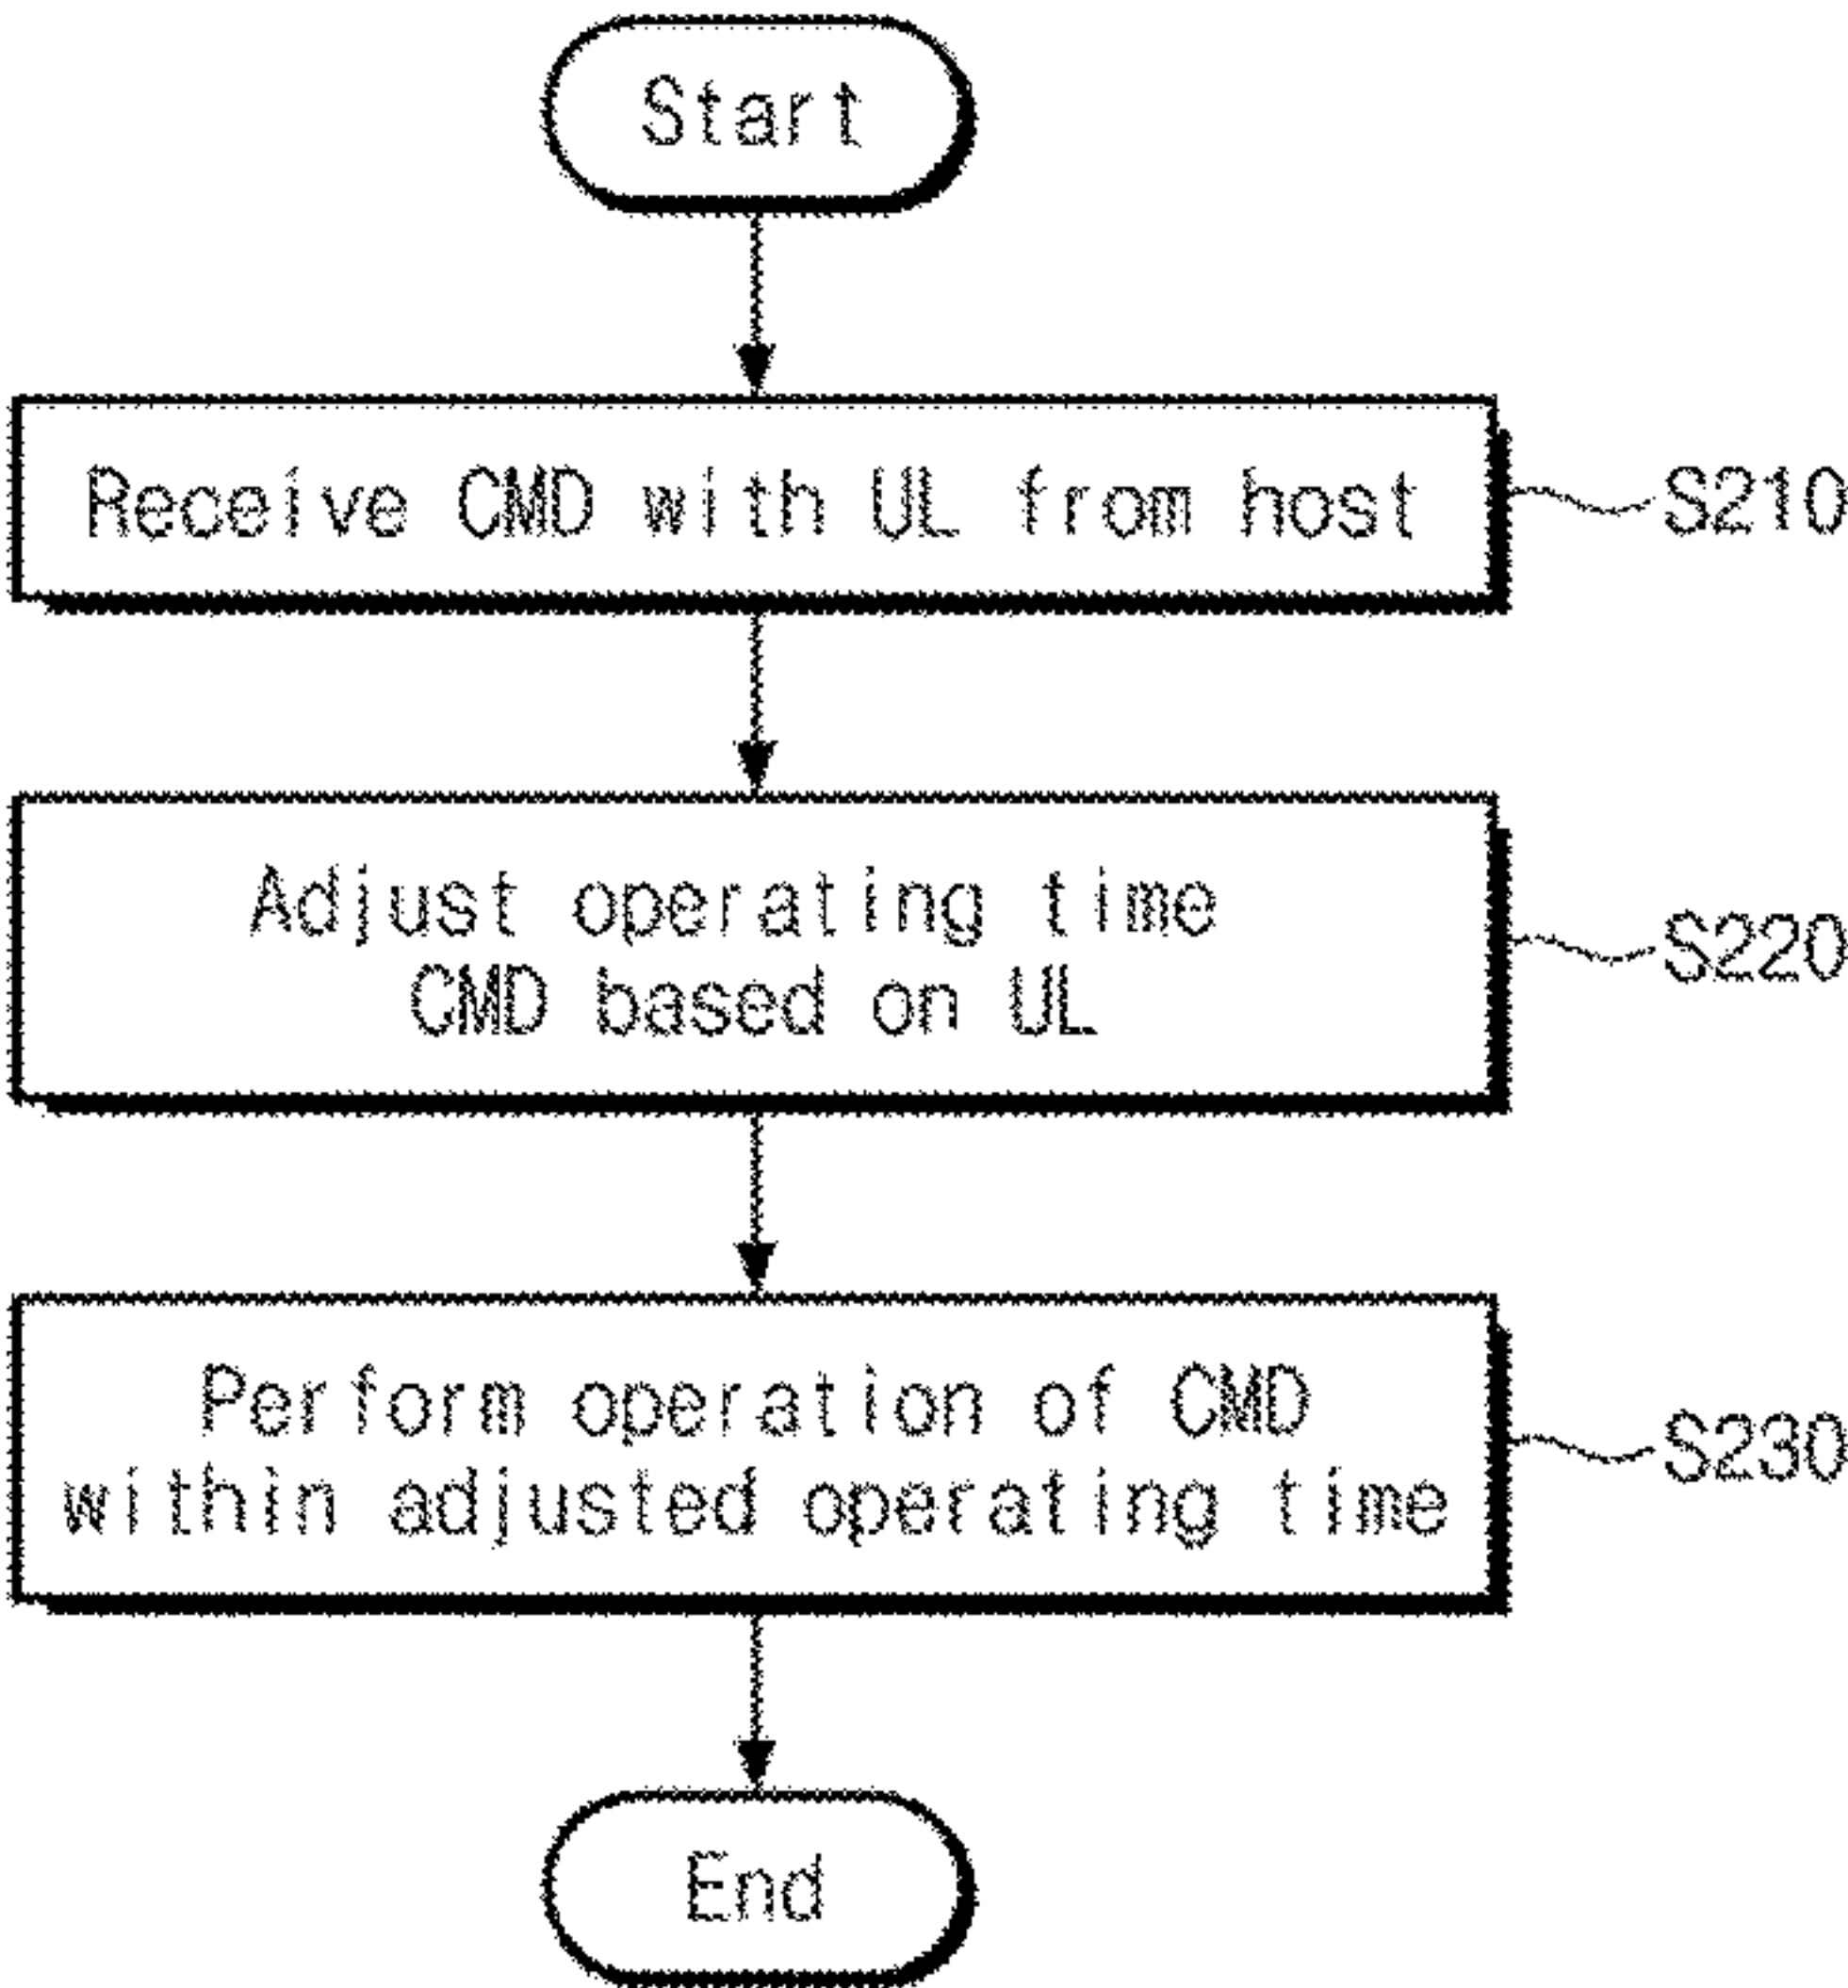 Start
Receive CMD with UL from host
S210
Adjust operating time
CMD based on UL
S220
Perform operation of CMD
within adjusted operating time
S230
End